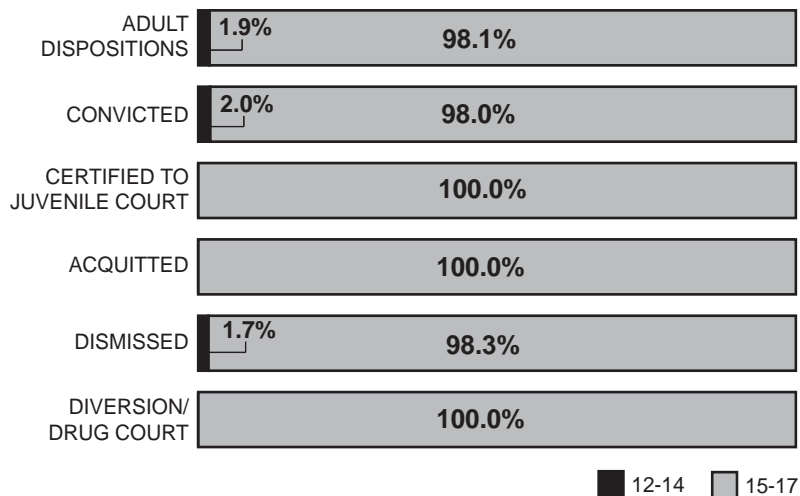 ADULT
DISPOSITIONS
1.9%
98.1%
CONVICTED
2.0%
98.0%
CERTIFIED TO
JUVENILE COURT
100.0%
ACQUITTED
100.0%
DISMISSED
1.7%
98.3%
DIVERSION/
DRUG COURT
100.0%
12-14
15-17